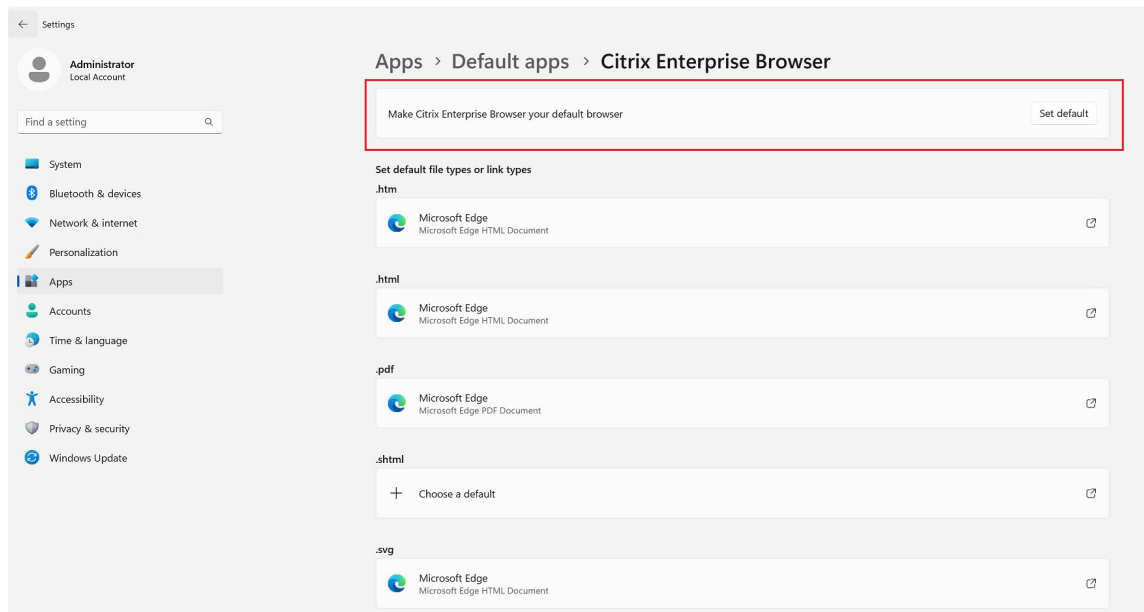 Settings
Administrator
Local Account
Find a setting
System
Bluetooth & devices
Network & internet
Personalization
Apps
Accounts
Time & language
Gaming
Accessibility
Privacy & security
Windows Update
Apps > Default apps > Citrix Enterprise Browser
Make Citrix Enterprise Browser your default browser
Set default
Set default file types or link types
.htm
Microsoft Edge
Microsoft Edge HTML Document
.html
Microsoft Edge
Microsoft Edge HTML Document
.pdf
Microsoft Edge
Microsoft Edge PDF Document
.shtml
Choose a default
.svg
Microsoft Edge
Microsoft Edge HTML Document